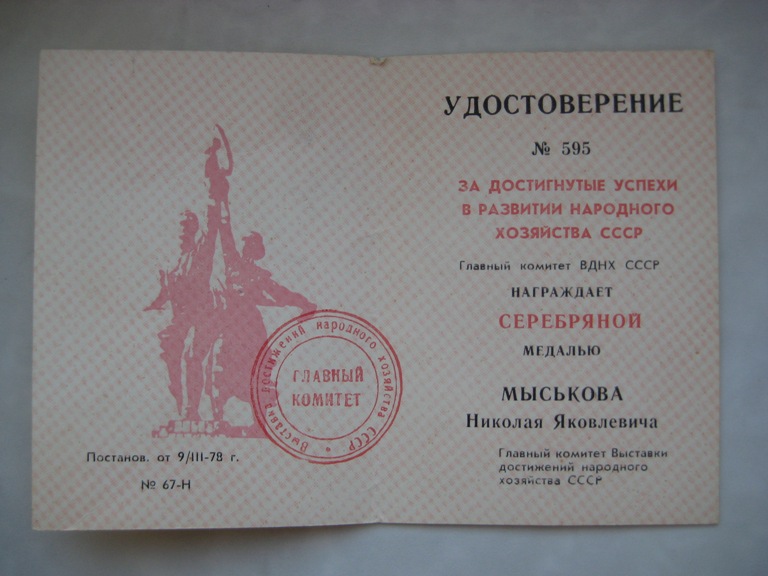 Выставка достижений народного хозяйства СССР
ГЛАВНЫЙ
КОМИТЕТ
Постанов. от 9/III-78 г.
№ 67-Н
УДОСТОВЕРЕНИЕ
№ 595
ЗА ДОСТИГНУТЫЕ УСПЕХИ
В РАЗВИТИИ НАРОДНОГО
ХОЗЯЙСТВА СССР
Главный комитет ВДНХ СССР
НАГРАЖДАЕТ
СЕРЕБРЯНОЙ
МЕДАЛЬЮ
МЫСЬКОВА
Николая Яковлевича
Главный комитет Выставки
достижений народного
хозяйства СССР